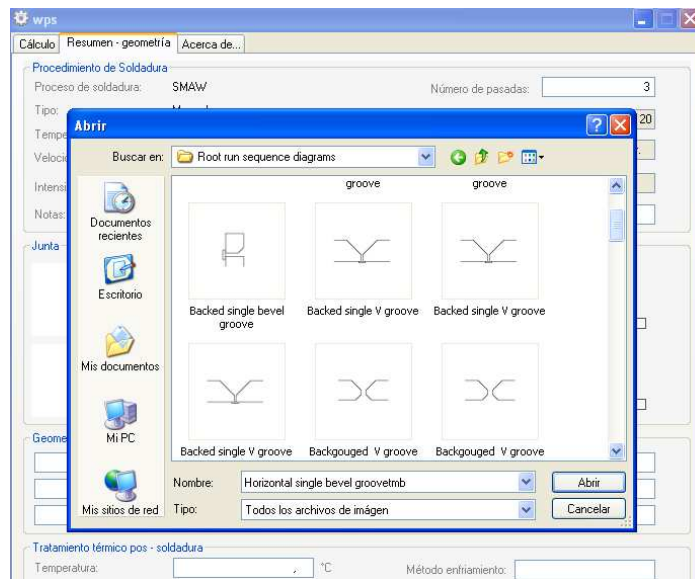 wps
Cálculo Resumen - geometría Acerca de...
Procedimiento de Soldadura
Proceso de soldadura: SMAW Número de pasadas: 3
Tipo:
20
Abrir
Buscar en: Root run sequence diagrams
Notas:
Junta
groove groove
Documentos recientes
Escritorio
Mis documentos
Mi PC
Mis sitios de red
Backed single bevel groove
Backed single V groove
Backed single V groove
Backed single V groove
Backgouged V groove
Backgouged V groove
Nombre: Horizontal single bevel groovetmb Abrir
Tipo: Todos los archivos de imágen Cancelar
Tratamiento térmico pos - soldadura
Temperatura: , °C Método enfriamiento: